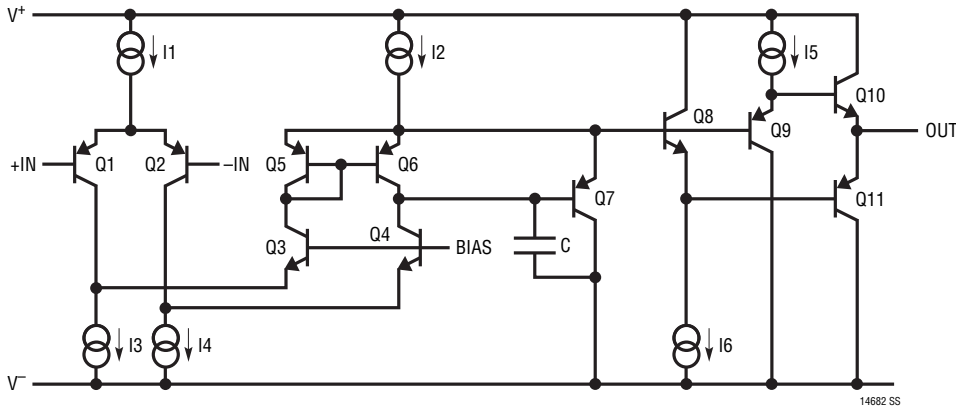 V+
I1
I2
I5
Q8
Q10
+IN
Q1
Q2
–IN
Q5
Q6
Q9
OUT
Q7
Q11
Q3
Q4
BIAS
C
I3
I4
I6
V–
14682 SS